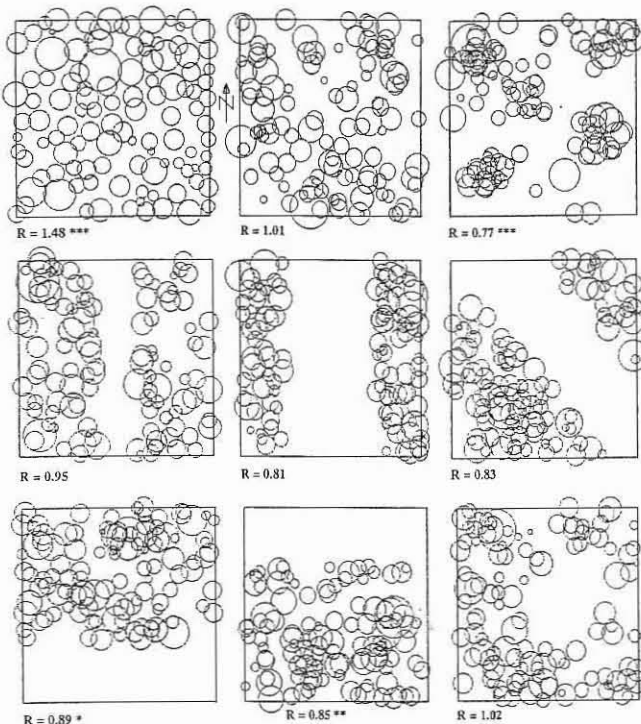 N
R = 1.48 ***
R = 1.01
R = 0.77 ***
R = 0.95
R = 0.81
R = 0.83
R = 0.89 *
R = 0.85 **
R = 1.02